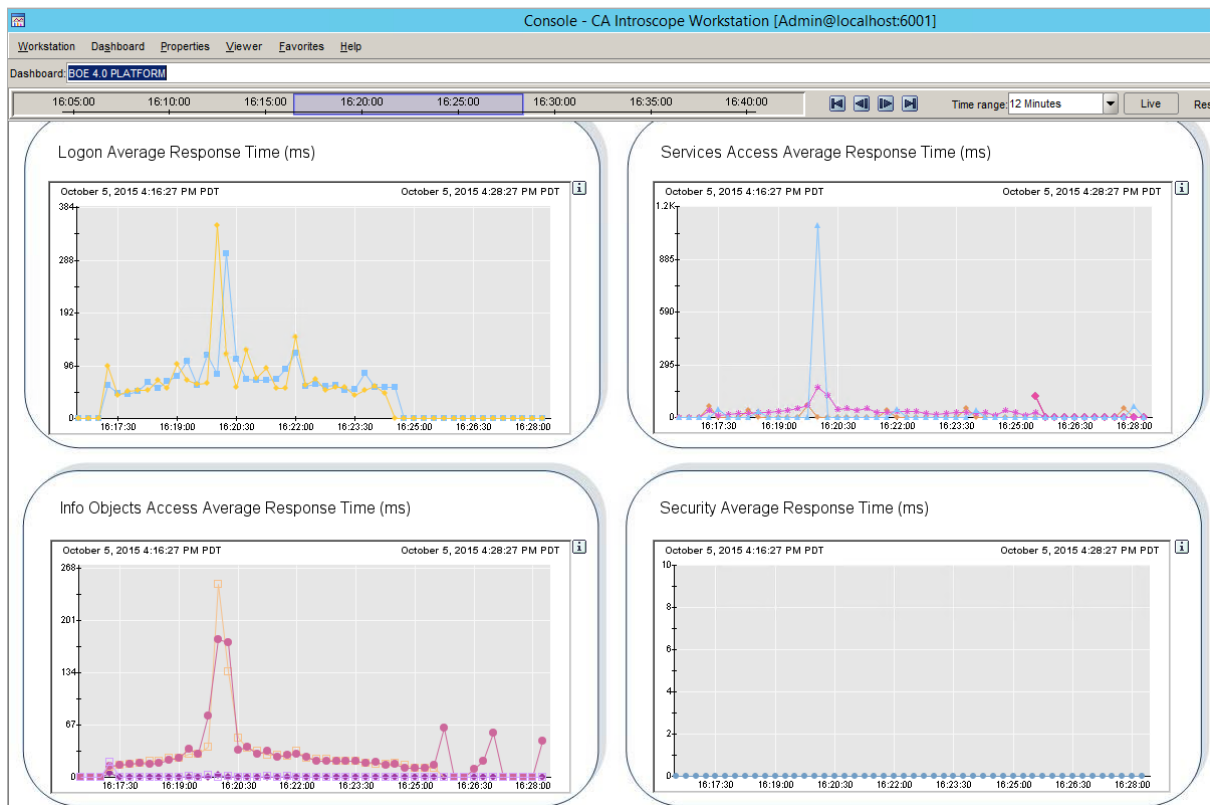 Console - CA Introscope Workstation [Admin@localhost:6001]
Workstation Dashboard Properties Viewer Favorites Help
Dashboard: BOE 4.0 PLATFORM
16:05:00 16:10:00 16:15:00 16:20:00 16:25:00 16:30:00 16:35:00 16:40:00 Time range: 12 Minutes Live Res
Logon Average Response Time (ms)
October 5, 2015 4:16:27 PM PDT October 5, 2015 4:28:27 PM PDT
384
288
192
96
0
16:17:30 16:19:00 16:20:30 16:22:00 16:23:30 16:25:00 16:26:30 16:28:00
Services Access Average Response Time (ms)
October 5, 2015 4:16:27 PM PDT October 5, 2015 4:28:27 PM PDT
1.2K
885
590
295
0
16:17:30 16:19:00 16:20:30 16:22:00 16:23:30 16:25:00 16:26:30 16:28:00
Info Objects Access Average Response Time (ms)
October 5, 2015 4:16:27 PM PDT October 5, 2015 4:28:27 PM PDT
268
201
134
67
0
16:17:30 16:19:00 16:20:30 16:22:00 16:23:30 16:25:00 16:26:30 16:28:00
Security Average Response Time (ms)
October 5, 2015 4:16:27 PM PDT October 5, 2015 4:28:27 PM PDT
10
8
6
4
2
0
16:17:30 16:19:00 16:20:30 16:22:00 16:23:30 16:25:00 16:26:30 16:28:00